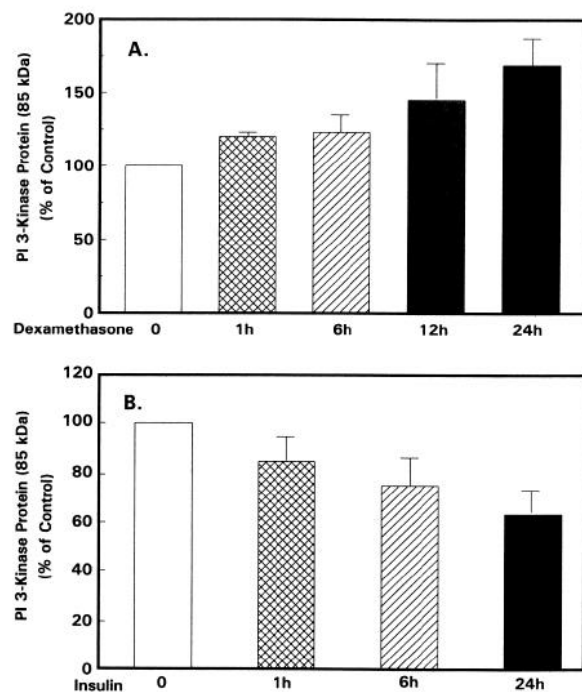 PI 3-Kinase Protein (85 kDa)
(% of Control)
200
150
100
50
0
A.
Dexamethasone 0 1h 6h 12h 24h
PI 3-Kinase Protein (85 kDa)
(% of Control)
120
100
80
60
40
20
0
B.
Insulin 0 1h 6h 24h